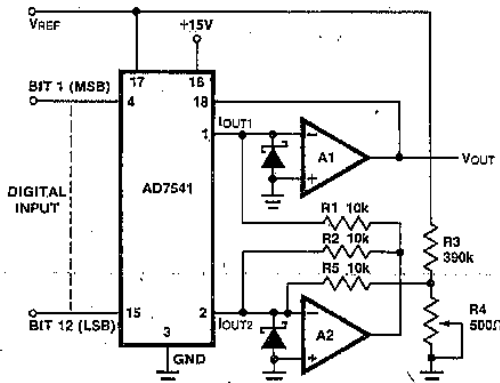 VREF
+15V
17
16
BIT 1 (MSB)
4
18
1
IOUT1
A1
VOUT
DIGITAL
INPUT
AD7541
R1 10k
R2 10k
R5 10k
R3
390k
R4
500Ω
15
2
IOUT2
BIT 12 (LSB)
3
GND
A2